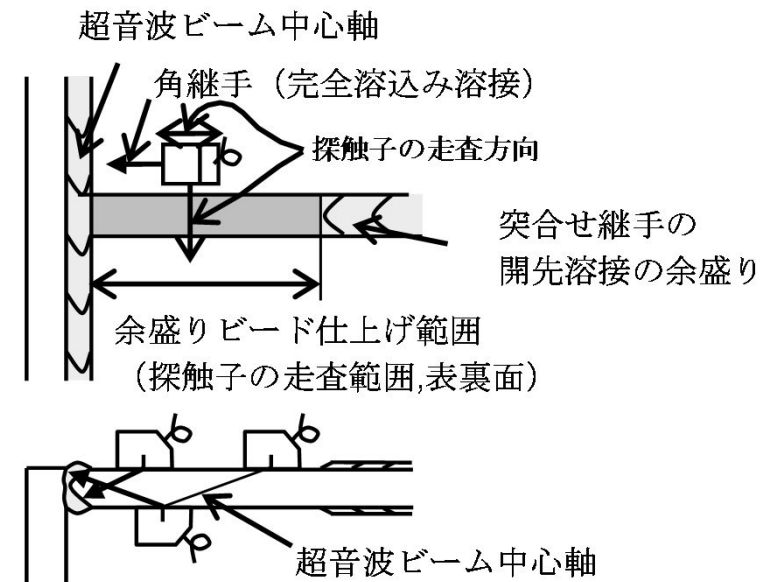 超音波ビーム中心軸
角継手（完全溶込み溶接）
探触子の走査方向
突合せ継手の
開先溶接の余盛り
余盛りビード仕上げ範囲
（探触子の走査範囲,表裏面）
超音波ビーム中心軸